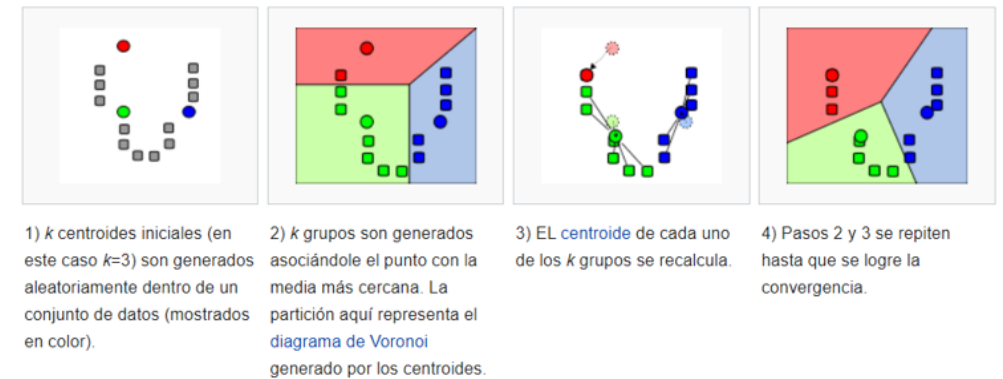 1) k centroides iniciales (en
este caso k=3) son generados
aleatoriamente dentro de un
conjunto de datos (mostrados
en color).
2) k grupos son generados
asociándole el punto con la
media más cercana. La
partición aquí representa el
diagrama de Voronoi
generado por los centroides.
3) EL centroide de cada uno
de los k grupos se recalcula.
4) Pasos 2 y 3 se repiten
hasta que se logre la
convergencia.